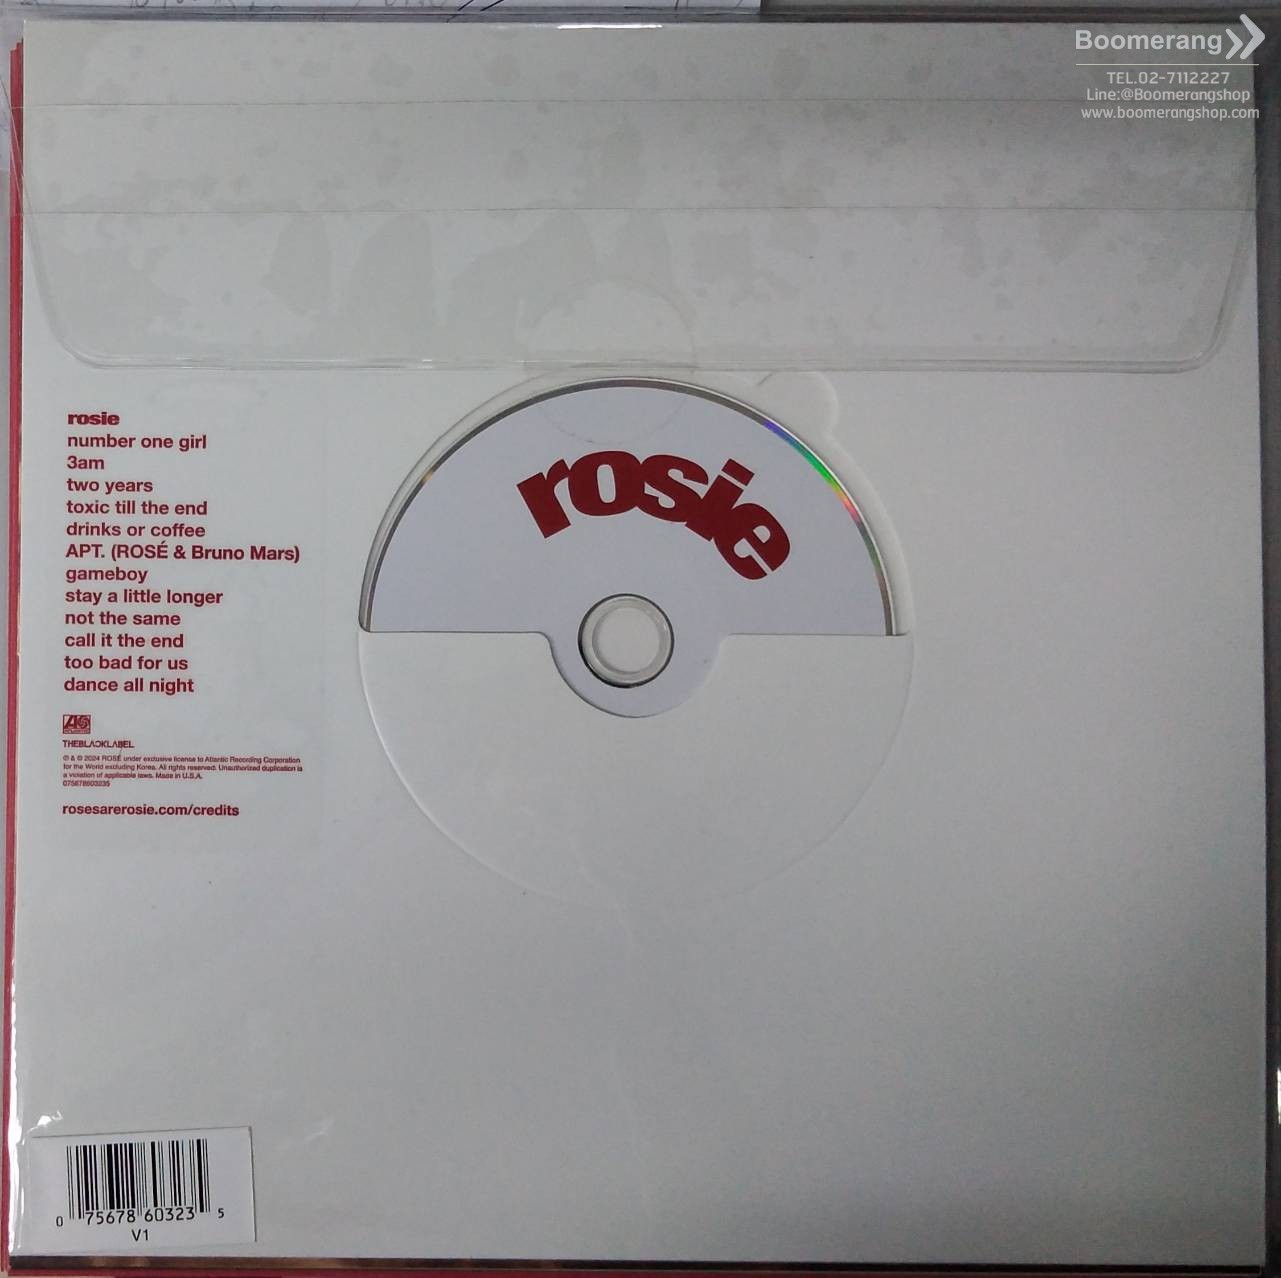 Boomerang
TEL.02-7112227
Line:@Boomerangshop
www.boomerangshop.com
rosie
number one girl
3am
two years
toxic till the end
drinks or coffee
APT. (ROSÉ & Bruno Mars)
gameboy
stay a little longer
not the same
call it the end
too bad for us
dance all night
ATLANTIC
THEBLACKLABEL
℗ & © 2024 ROSÉ under exclusive license to Atlantic Recording Corporation
for the World excluding Korea. All rights reserved. Unauthorized duplication is
a violation of applicable laws. Made in U.S.A.
075678603235
rosesarerosie.com/credits
rosie
0 75678 60323 5
V1